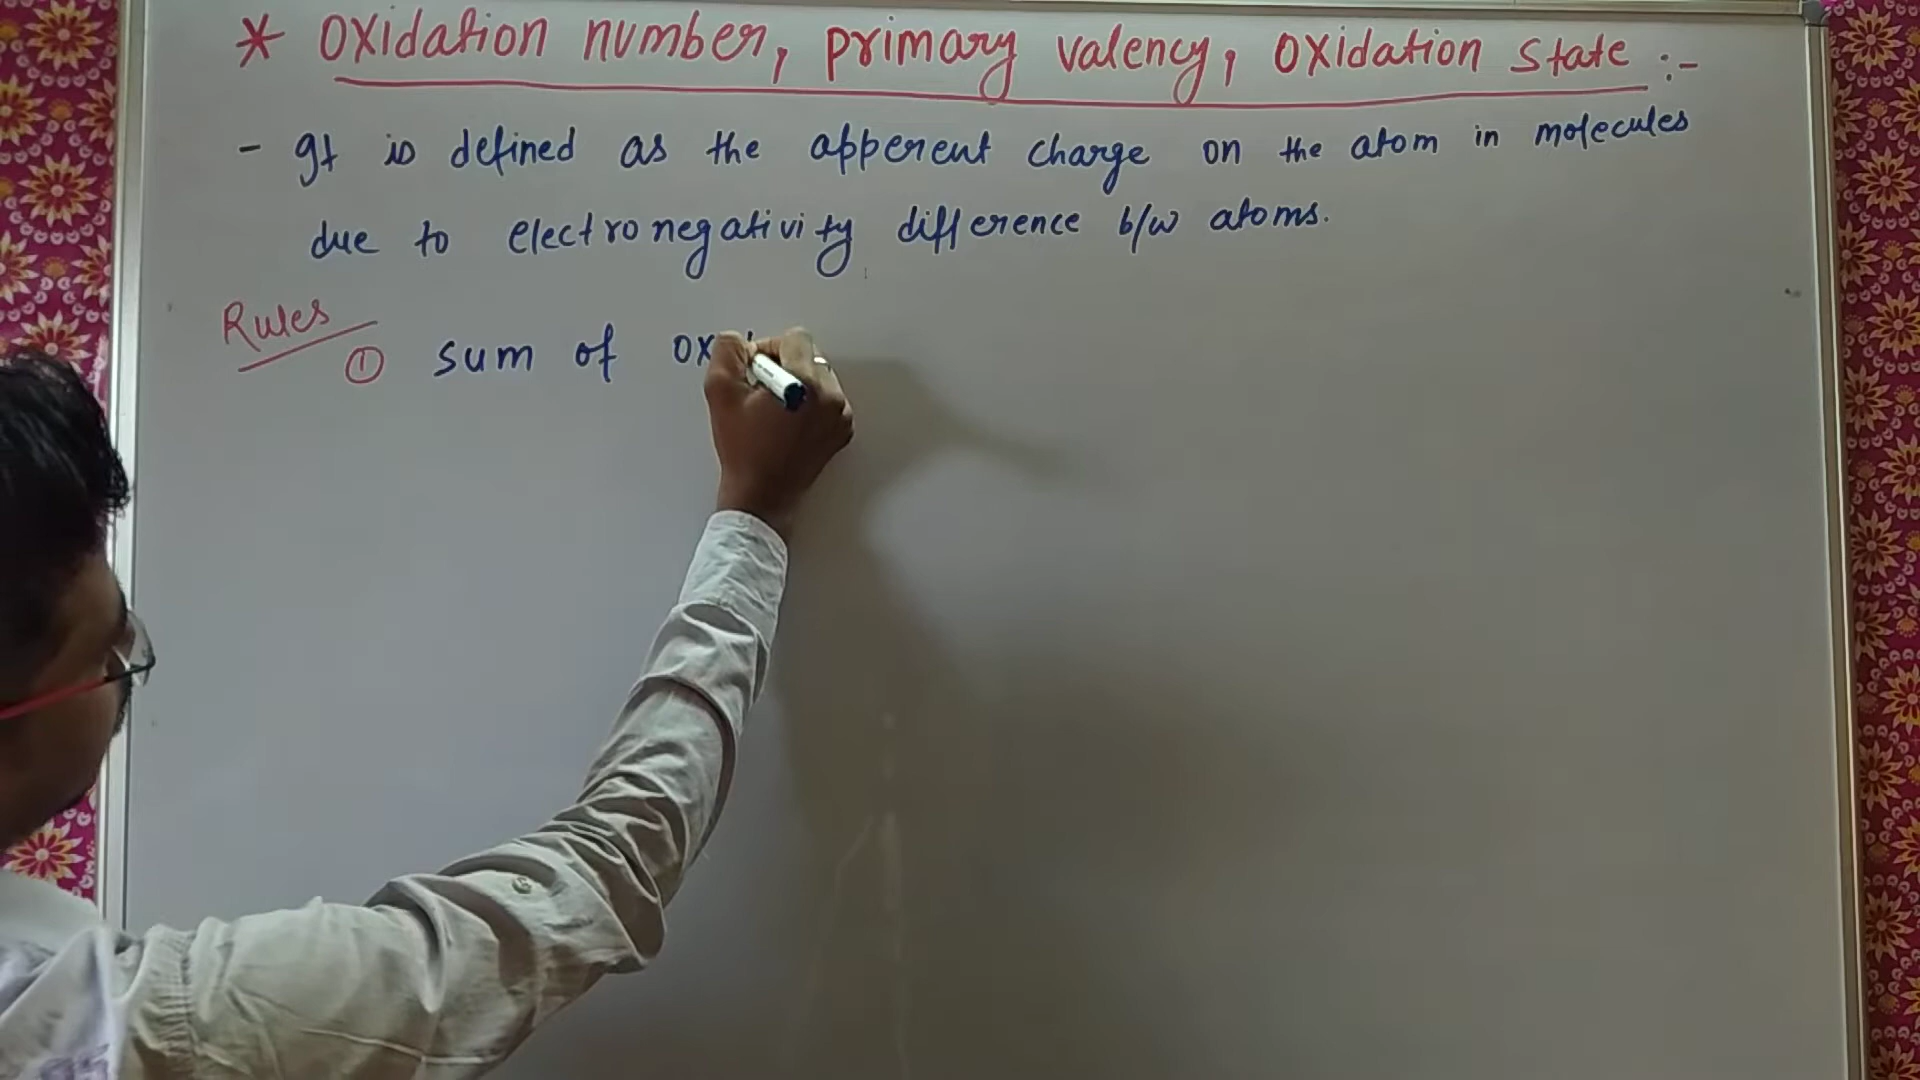 * Oxidation number, primary valency, Oxidation State :-
- It is defined as the apperent charge on the atom in molecules
due to electronegativity difference b/w atoms.
Rules
① sum of ox